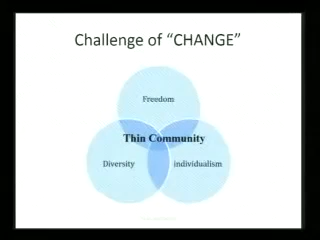 Challenge of “CHANGE”
Freedom
Thin Community
Diversity
individualism